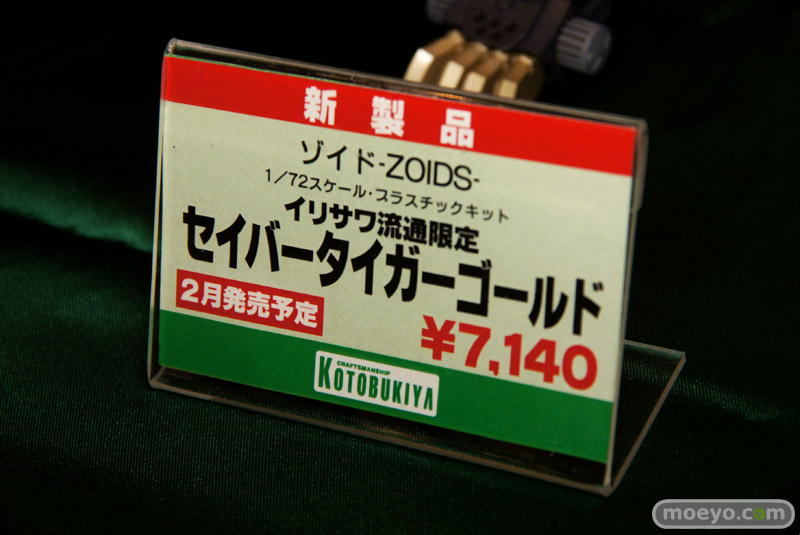 新製品
ゾイド-ZOIDS-
1/72スケール・プラスチックキット
イリサワ流通限定
セイバータイガーゴールド
2月発売予定
¥7,140
CRAFTSMANSHIP
KOTOBUKIYA
moeyo.com